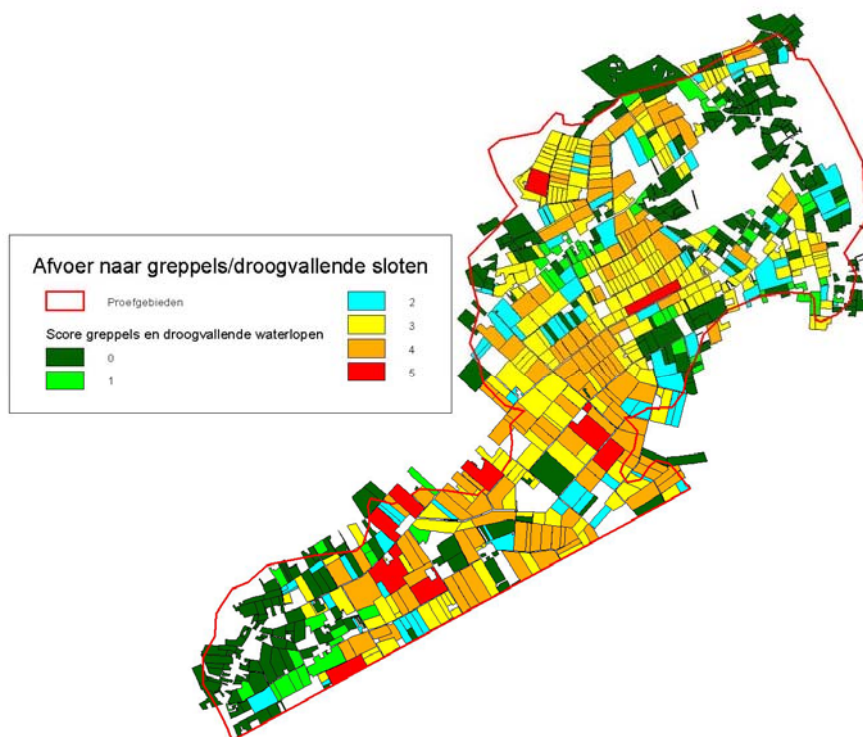 Afvoer naar greppels/droogvallende sloten
Proefgebieden
Score greppels en droogvallende waterlopen
0
1
2
3
4
5